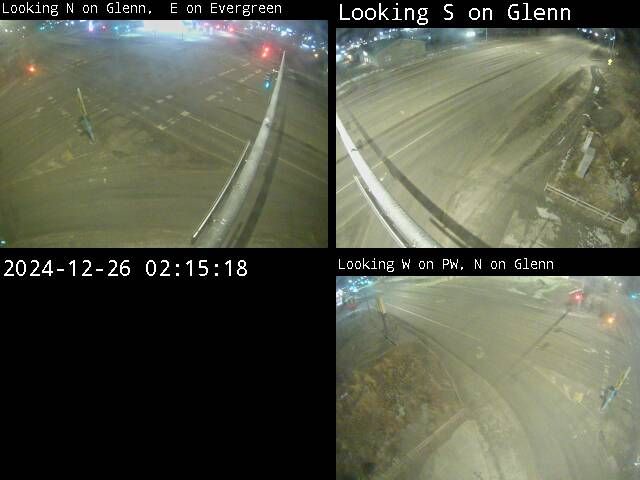 Looking N on Glenn, E on Evergreen
Looking S on Glenn
2024-12-26 02:15:18
Looking W on PW, N on Glenn